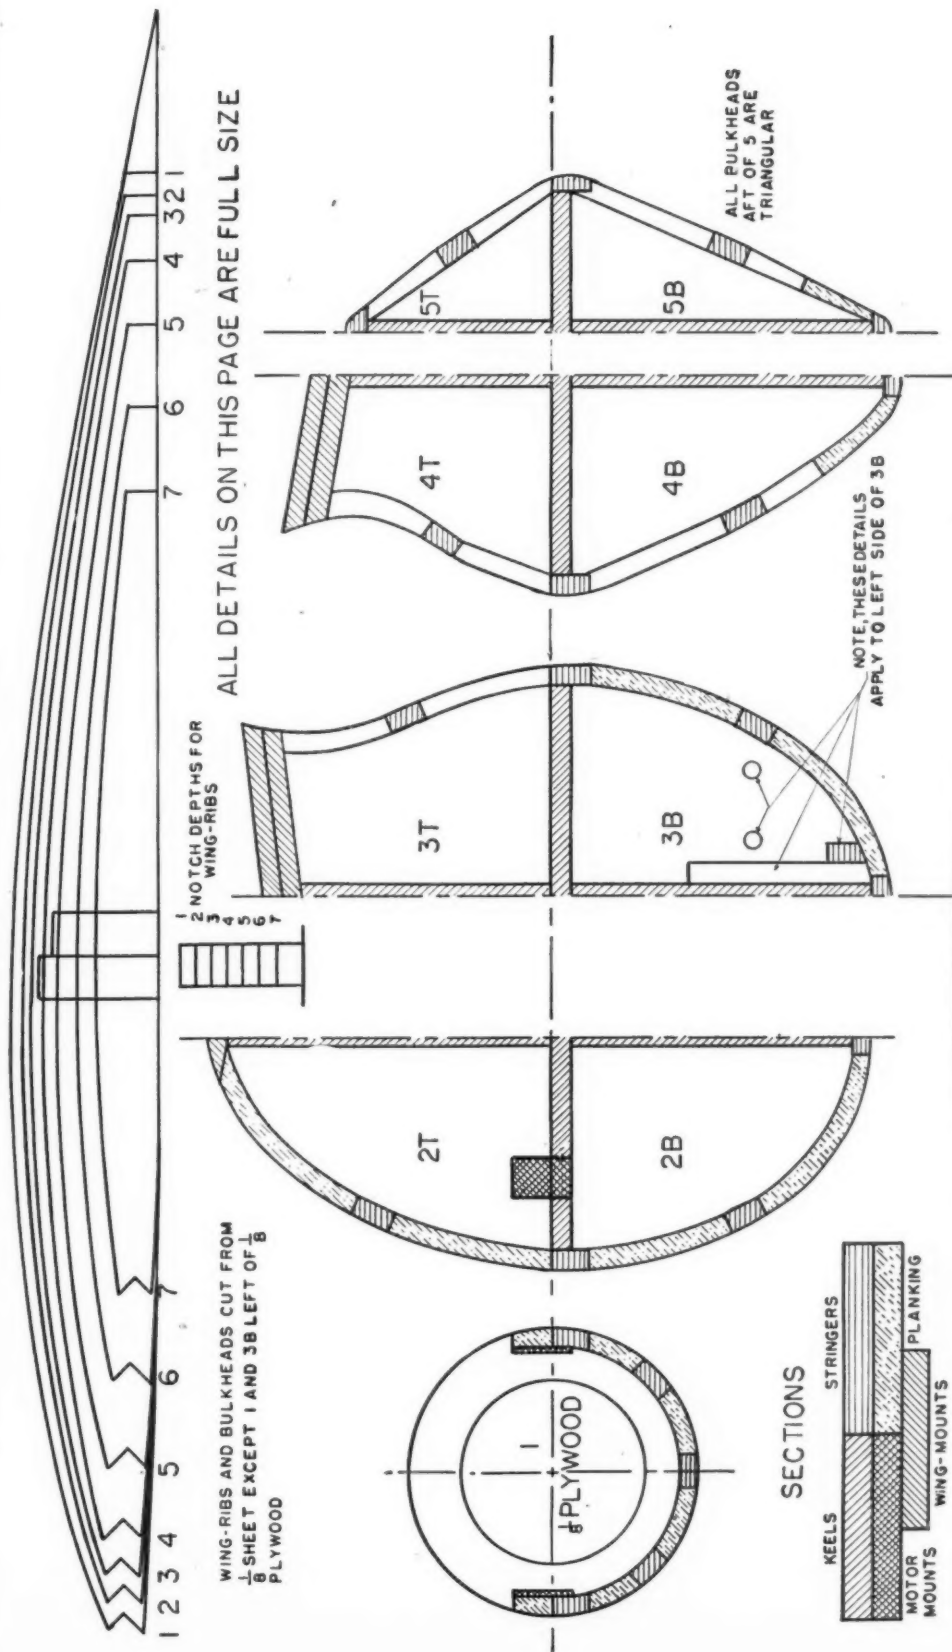 1 2 3 4 5 6 7
7 6 5 4 3 2 1
ALL DETAILS ON THIS PAGE ARE FULL SIZE
NOTCH DEPTHS FOR
WING-RIBS
1
2
3
4
5
6
7
WING-RIBS AND BULKHEADS CUT FROM
1/8 SHEET EXCEPT 1 AND 3B LEFT OF 1/8
PLYWOOD
1
1/8 PLYWOOD
2T
2B
3T
3B
4T
4B
5T
5B
NOTE, THESE DETAILS
APPLY TO LEFT SIDE OF 3B
ALL PULKHEADS
AFT OF 5 ARE
TRIANGULAR
SECTIONS
KEELS
STRINGERS
MOTOR
MOUNTS
PLANKING
WING-MOUNTS